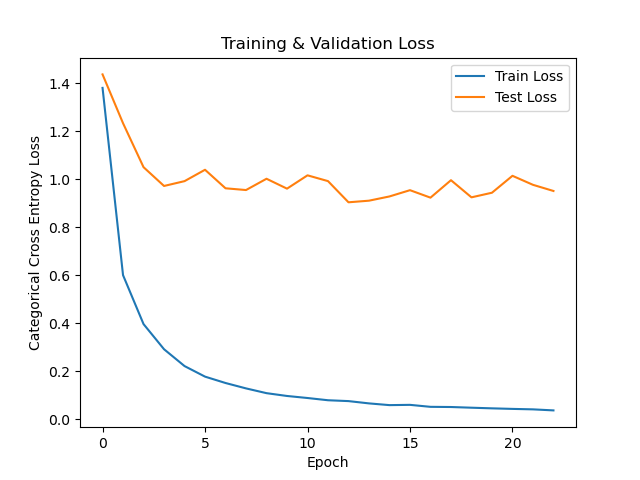 Training & Validation Loss
Train Loss
Test Loss
Categorical Cross Entropy Loss
1.4
1.2
1.0
0.8
0.6
0.4
0.2
0.0
0 5 10 15 20
Epoch